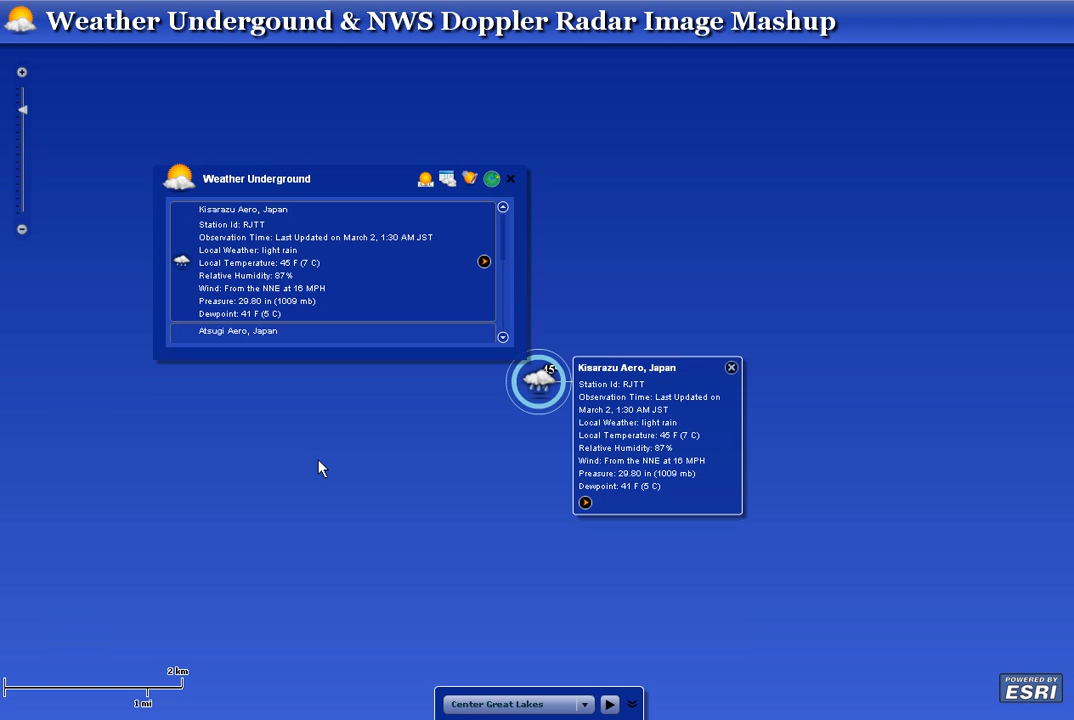 Weather Undergound & NWS Doppler Radar Image Mashup
Weather Underground
Kisarazu Aero, Japan
Station Id: RJTT
Observation Time: Last Updated on March 2, 1:30 AM JST
Local Weather: light rain
Local Temperature: 45 F (7 C)
Relative Humidity: 87%
Wind: From the NNE at 16 MPH
Preasure: 29.80 in (1009 mb)
Dewpoint: 41 F (5 C)
Atsugi Aero, Japan
45
Kisarazu Aero, Japan
Station Id: RJTT
Observation Time: Last Updated on
March 2, 1:30 AM JST
Local Weather: light rain
Local Temperature: 45 F (7 C)
Relative Humidity: 87%
Wind: From the NNE at 16 MPH
Preasure: 29.80 in (1009 mb)
Dewpoint: 41 F (5 C)
2 km
1 mi
Center Great Lakes
POWERED BY
ESRI